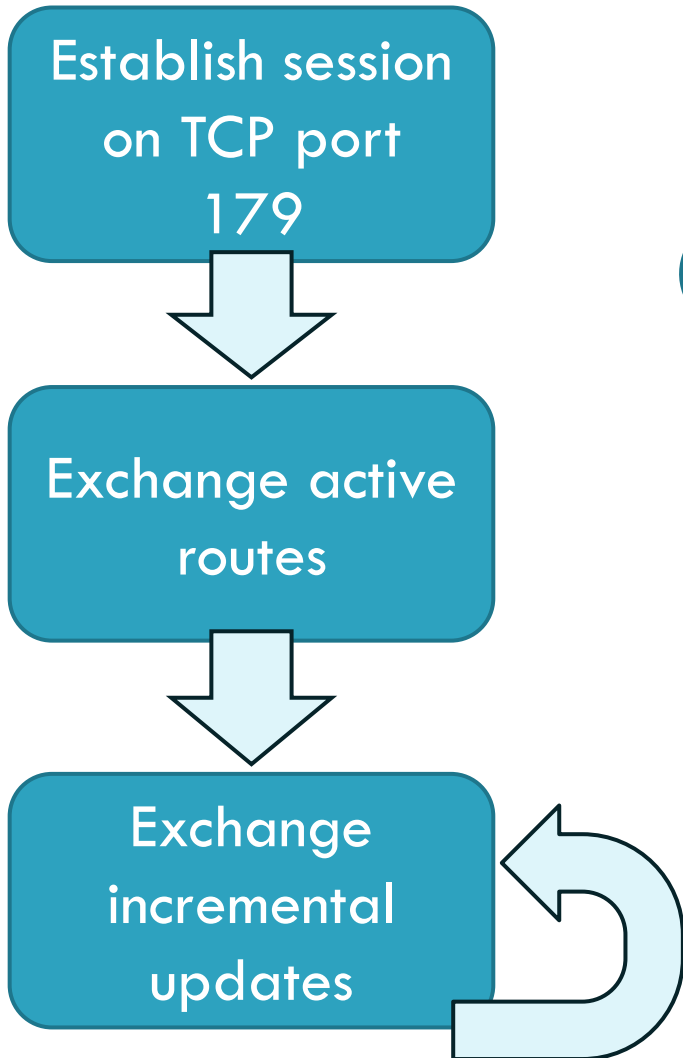 Establish session
on TCP port
179
Exchange active
routes
Exchange
incremental
updates